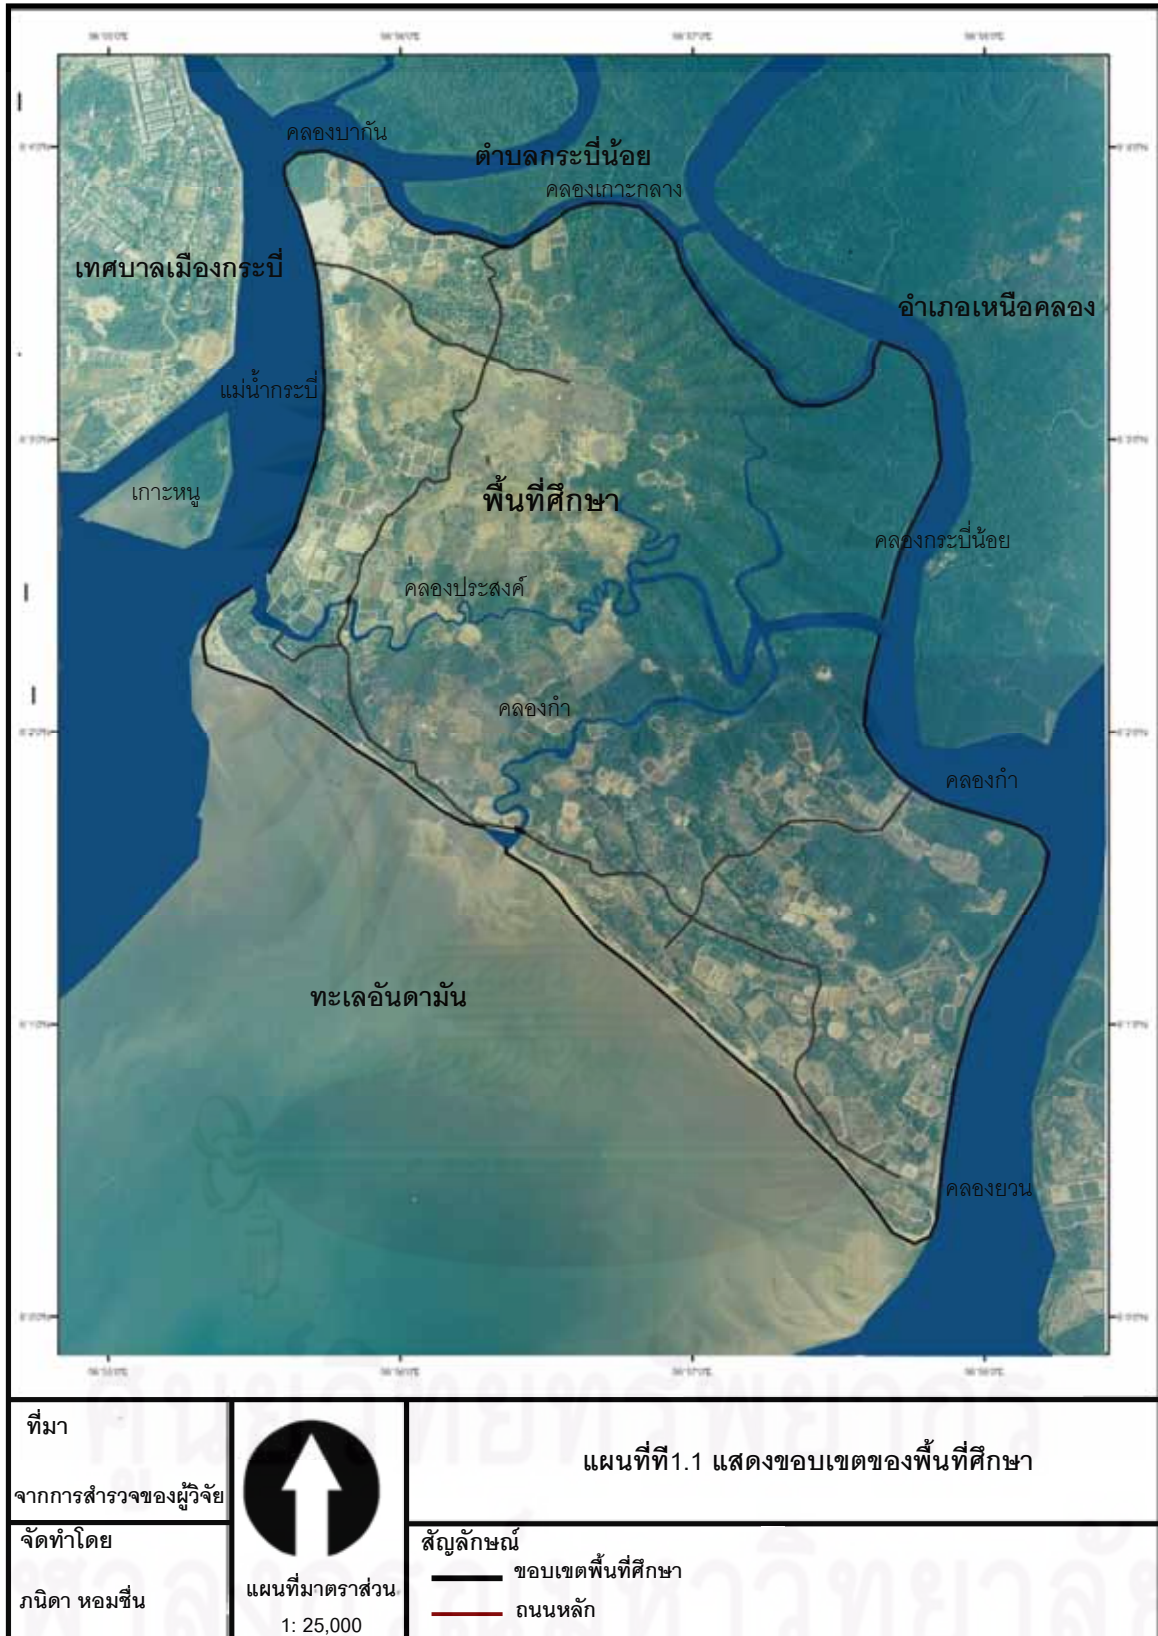 คลองบากัน
ตำบลกระบี่น้อย
คลองเกาะกลาง
เทศบาลเมืองกระบี่
อำเภอเหนือคลอง
แม่น้ำกระบี่
เกาะหนู
พื้นที่ศึกษา
คลองกระบี่น้อย
คลองประสงค์
คลองกำ
คลองกำ
ทะเลอันดามัน
คลองยวน
ที่มา
จากการสำรวจของผู้วิจัย
จัดทำโดย
ภนิดา หอมชื่น
แผนที่มาตราส่วน
1: 25,000
แผนที่ที่1.1 แสดงขอบเขตของพื้นที่ศึกษา
สัญลักษณ์
ขอบเขตพื้นที่ศึกษา
ถนนหลัก